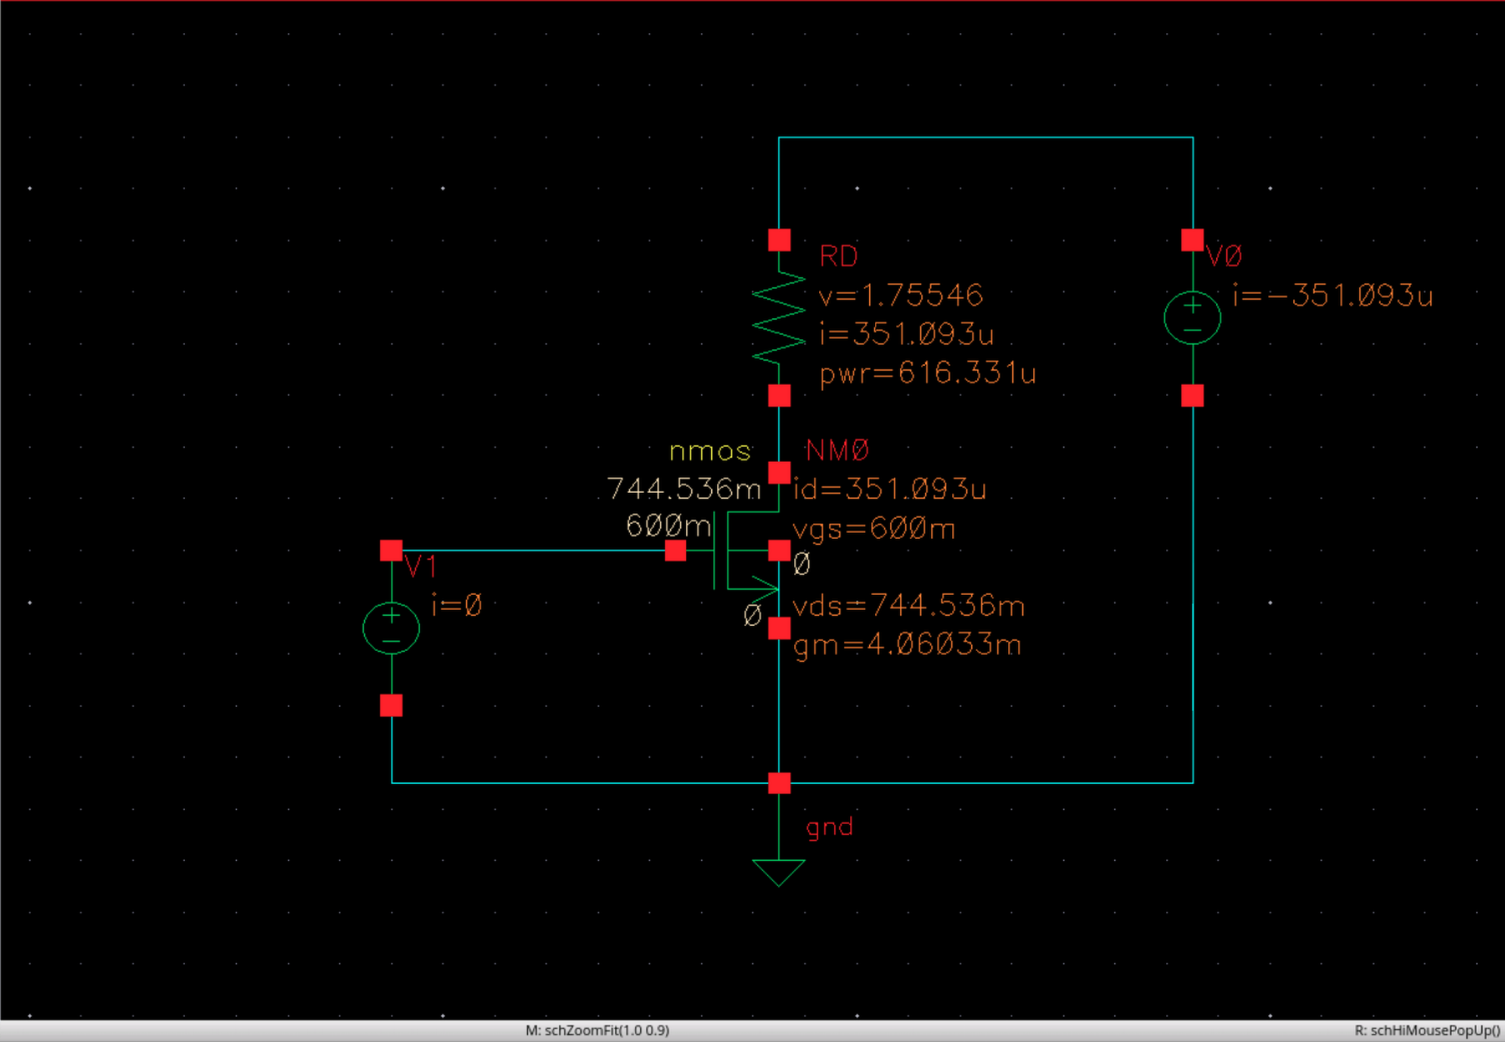 RD
v=1.75546
i=351.093u
pwr=616.331u
V0
i=-351.093u
nmos
NM0
744.536m
id=351.093u
600m
vgs=600m
0
V1
i=0
0
vds=744.536m
gm=4.06033m
gnd
M: schZoomFit(1.0 0.9)
R: schHiMousePopUp()